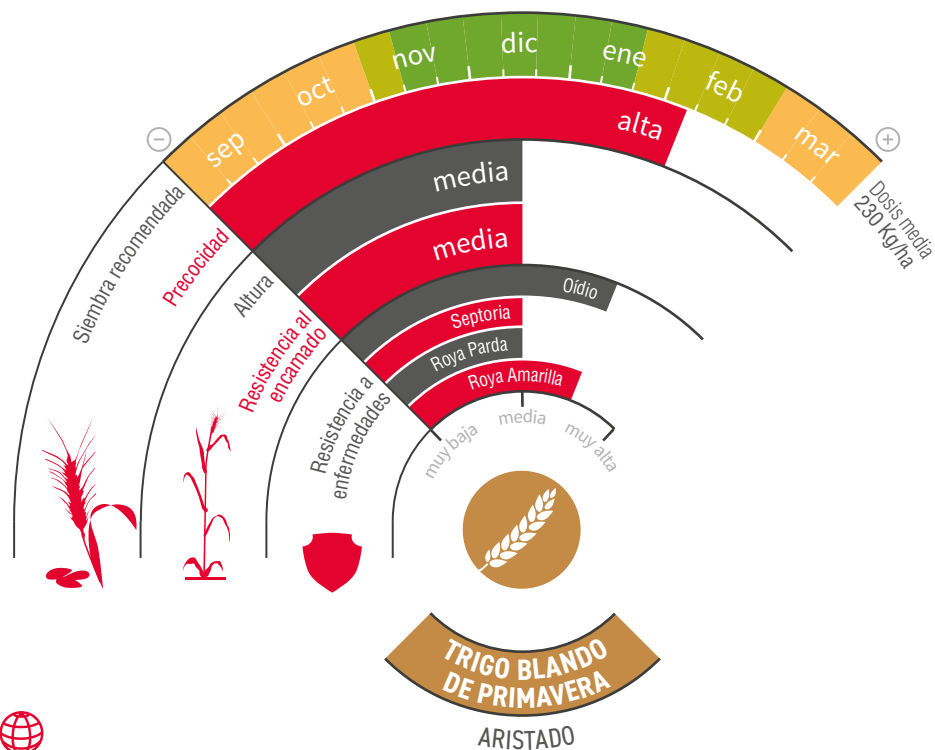 sep
oct
nov
dic
ene
feb
mar
Dosis media
230 Kg/ha
Siembra recomendada
Precocidad
alta
Altura
media
Resistencia al
encamado
media
Resistencia a
enfermedades
Oídio
Septoria
Roya Parda
Roya Amarilla
muy baja
media
muy alta
TRIGO BLANDO
DE PRIMAVERA
ARISTADO